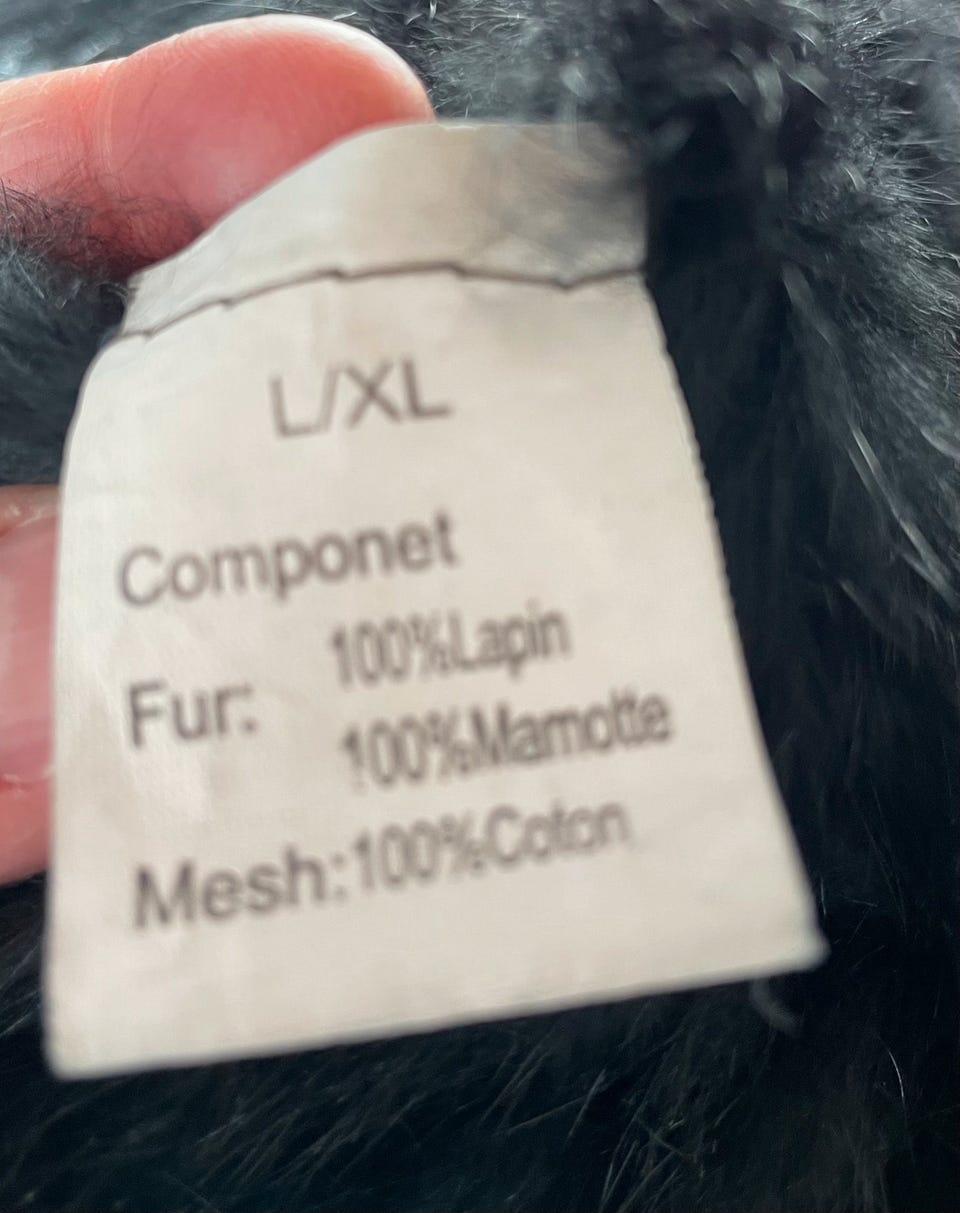 L/XL
Componet
Fur: 100%Lapin
100%Mamotte
Mesh:100%Coton